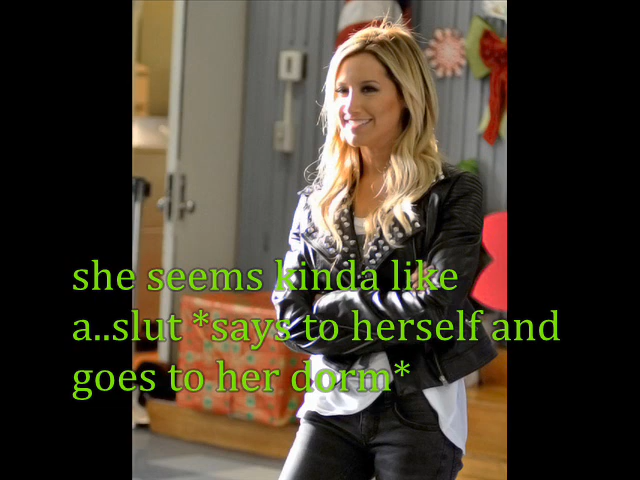 she seems kinda like
a..slut *says to herself and
goes to her dorm*